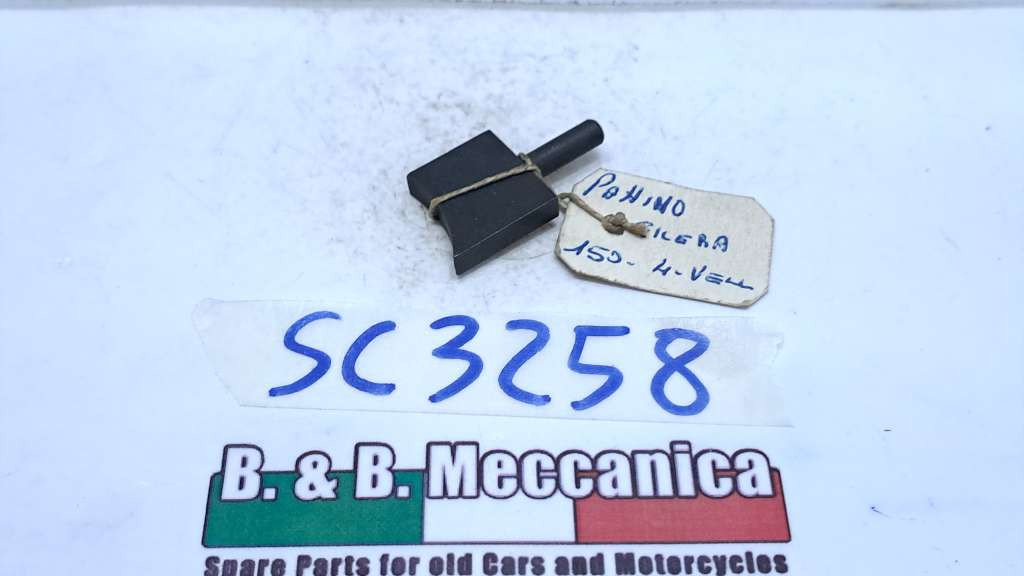 PATTINO
GILERA
150 - 4 - VELL
SC3258
B. & B. Meccanica
Spare Parts for old Cars and Motorcycles